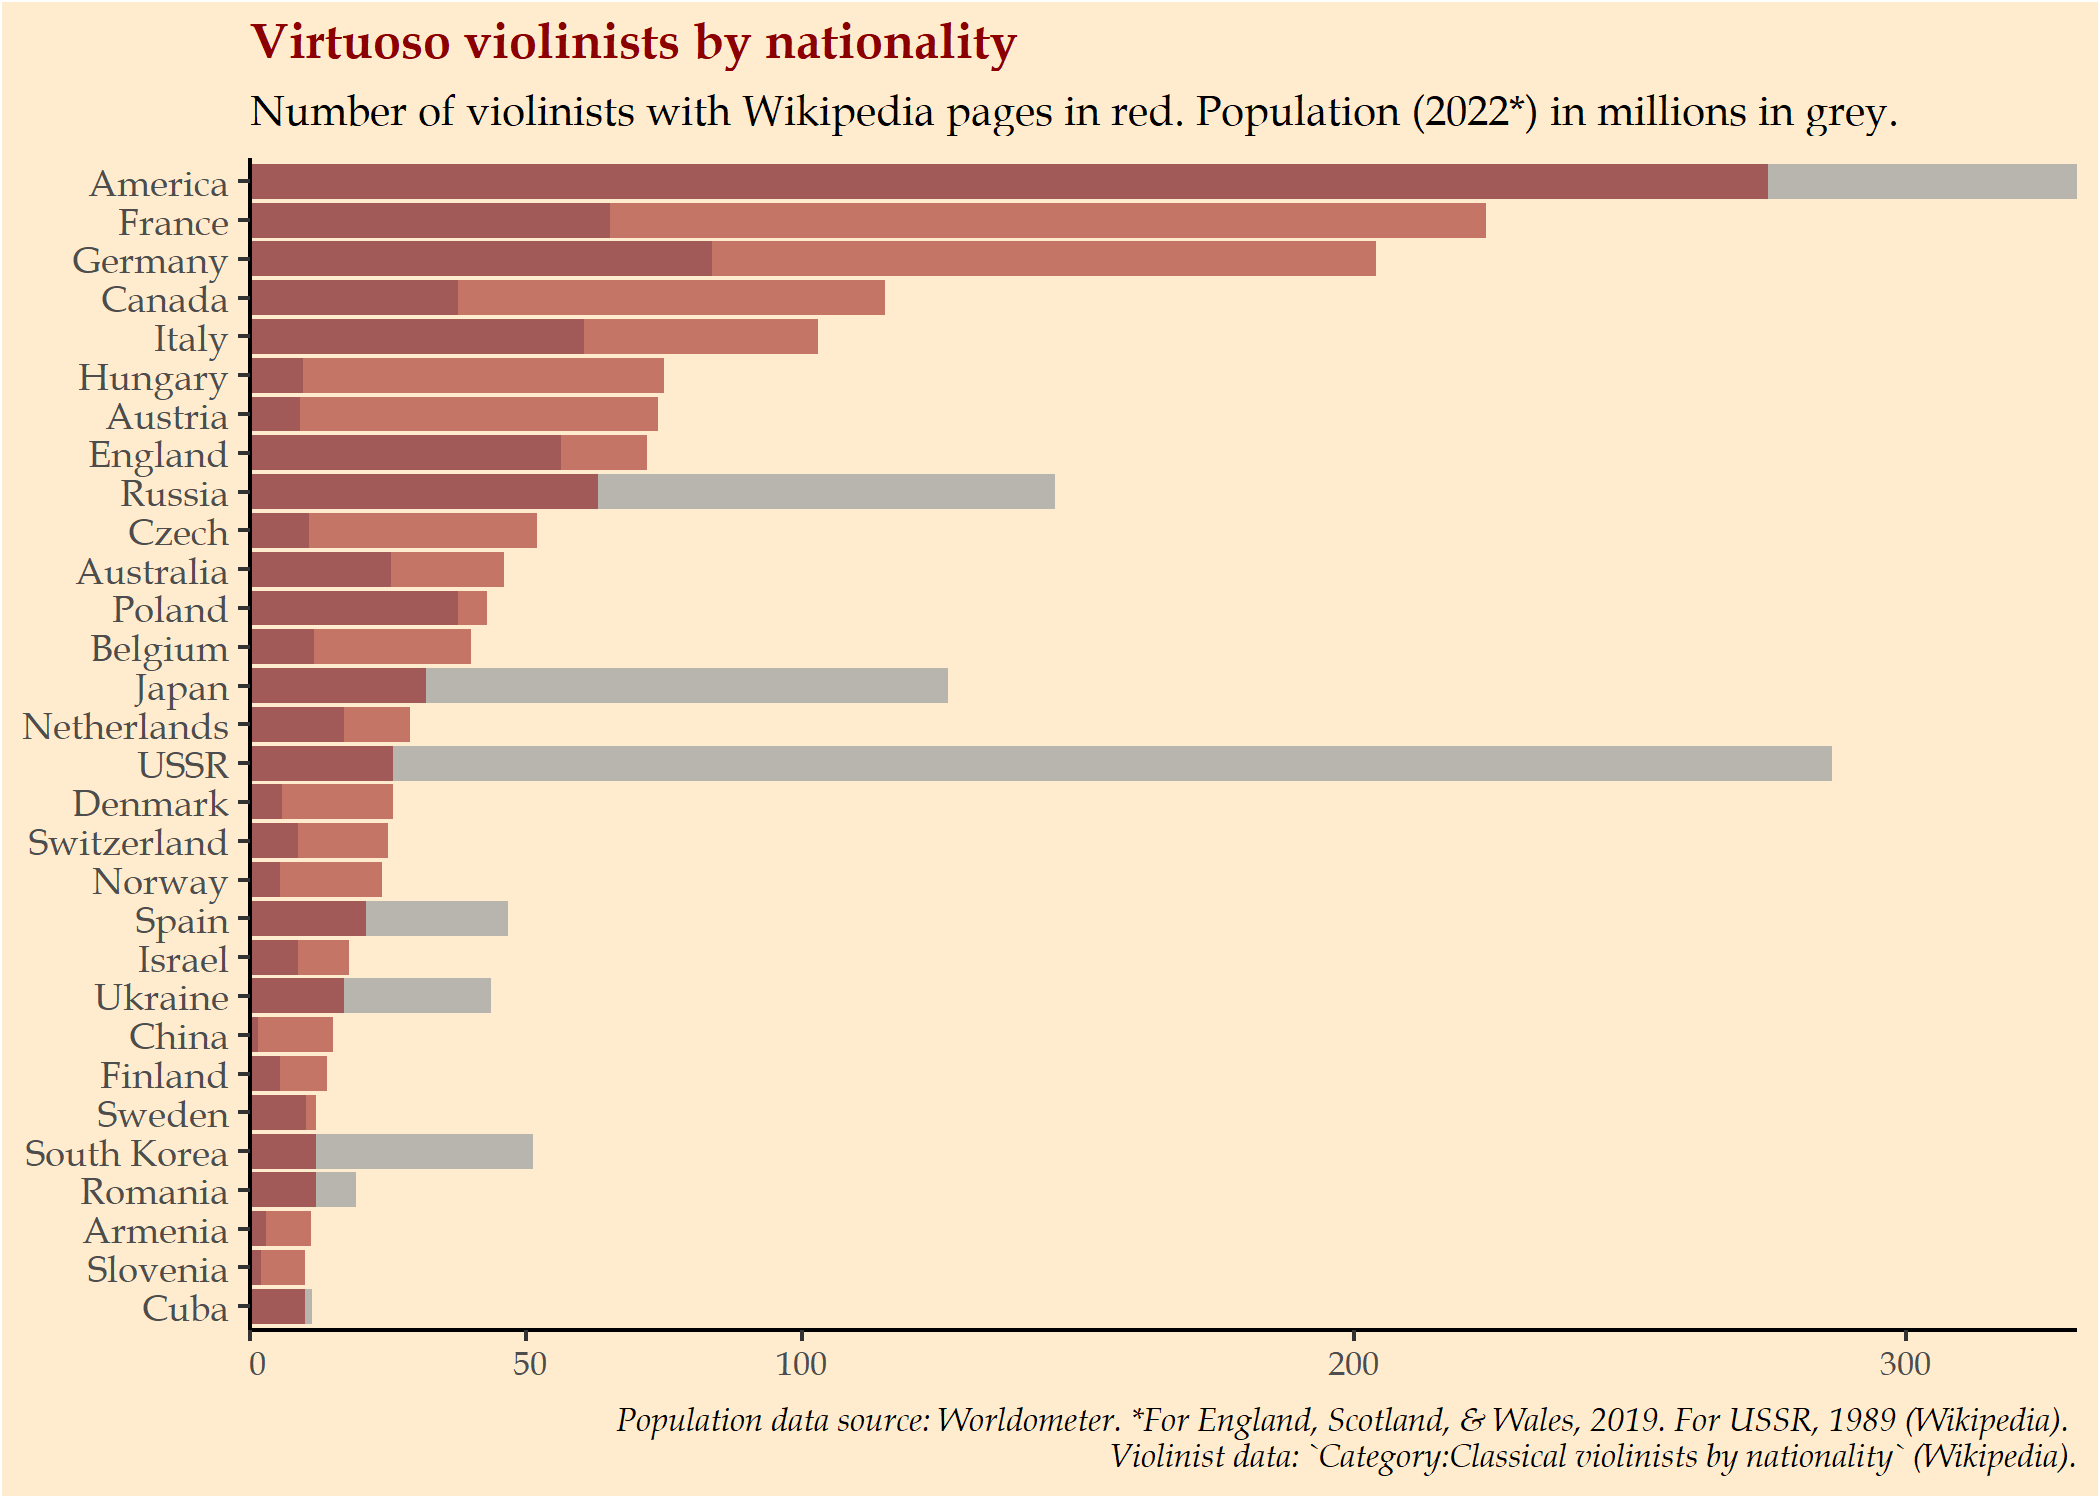 Virtuoso violinists by nationality
Number of violinists with Wikipedia pages in red. Population (2022*) in millions in grey.
America
France
Germany
Canada
Italy
Hungary
Austria
England
Russia
Czech
Australia
Poland
Belgium
Japan
Netherlands
USSR
Denmark
Switzerland
Norway
Spain
Israel
Ukraine
China
Finland
Sweden
South Korea
Romania
Armenia
Slovenia
Cuba
0 50 100 200 300
Population data source: Worldometer. *For England, Scotland, & Wales, 2019. For USSR, 1989 (Wikipedia).
Violinist data: `Category:Classical violinists by nationality` (Wikipedia).